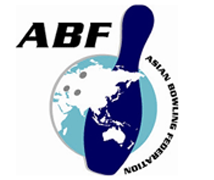 ABF
ASIAN BOWLING FEDERATION